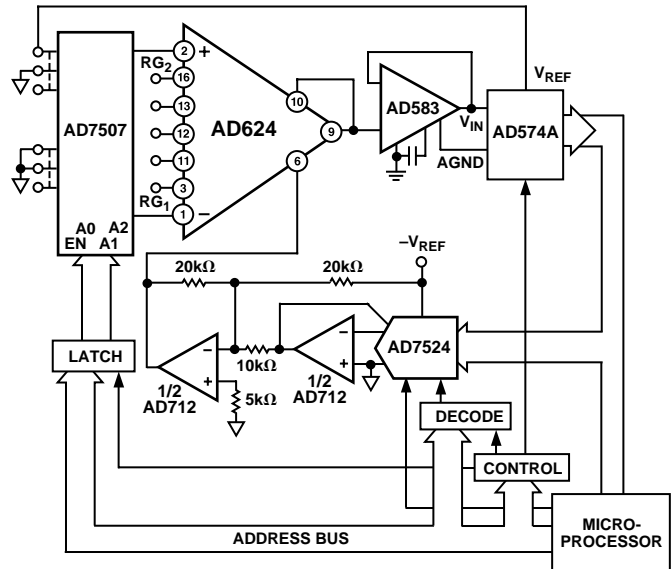 VREF
AD7507
A0 A2
EN A1
RG2
RG1
2
+
16
13
12
11
3
1
−
AD624
10
9
6
AD583
VIN
AGND
AD574A
−VREF
20kΩ
20kΩ
10kΩ
5kΩ
−
+
1/2
AD712
−
+
1/2
AD712
AD7524
LATCH
DECODE
CONTROL
ADDRESS BUS
MICRO-
PROCESSOR